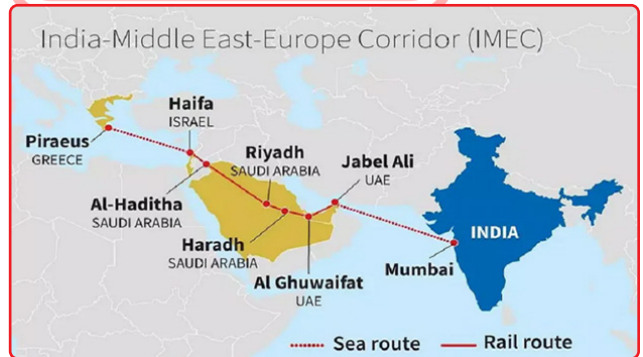 India-Middle East-Europe Corridor (IMEC)
Haifa
ISRAEL
Piraeus
GREECE
Riyadh
SAUDI ARABIA
Jabel Ali
UAE
Al-Haditha
SAUDI ARABIA
Haradh
SAUDI ARABIA
Al Ghuwaifat
UAE
INDIA
Mumbai
Sea route
Rail route